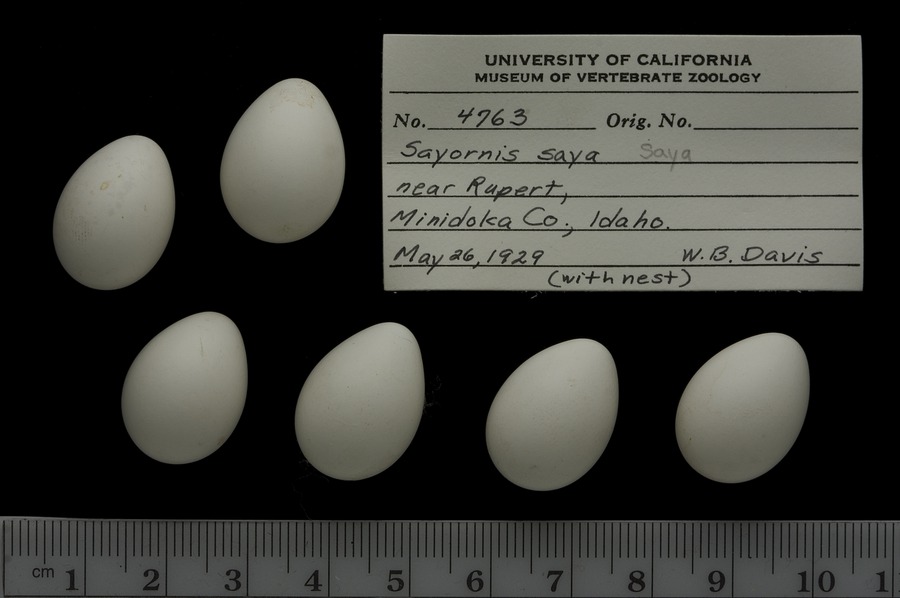 UNIVERSITY OF CALIFORNIA
MUSEUM OF VERTEBRATE ZOOLOGY
No. 4763 Orig. No.
Sayornis saya saya
near Rupert,
Minidoka Co., Idaho.
May 26, 1929 W.B. Davis
(with nest)
cm 1 2 3 4 5 6 7 8 9 10 1